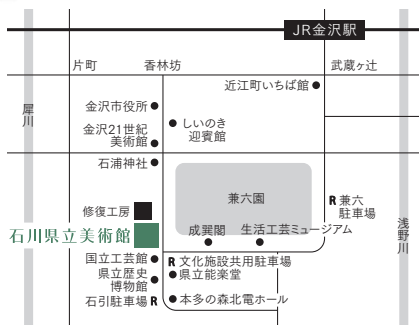 JR金沢駅
片町
香林坊
武蔵ヶ辻
近江町いちば館
犀川
金沢市役所
しいのき
迎賓館
金沢21世紀
美術館
石浦神社
兼六園
R 兼六
駐車場
浅野川
修復工房
成巽閣
生活工芸ミュージアム
石川県立美術館
国立工芸館
R 文化施設共用駐車場
県立歴史
博物館
県立能楽堂
石引駐車場 R
本多の森北電ホール